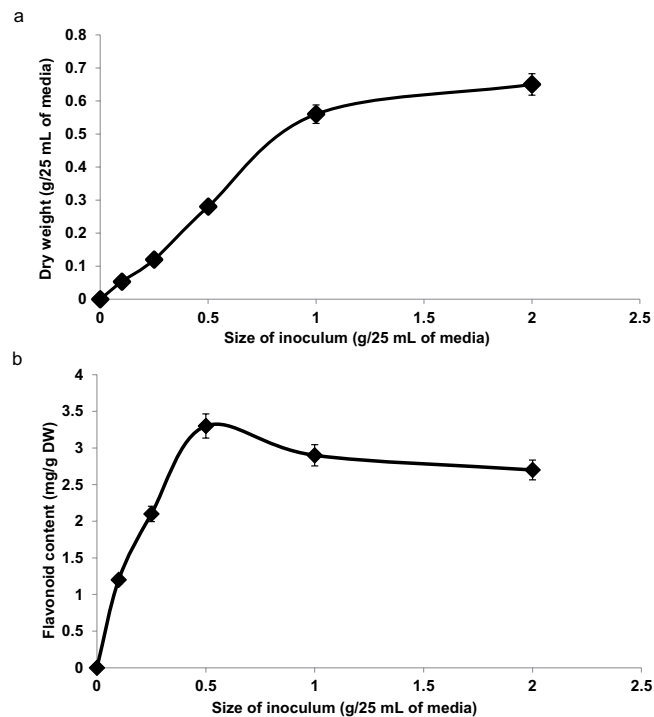 a
Dry weight (g/25 mL of media)
0.8
0.7
0.6
0.5
0.4
0.3
0.2
0.1
0
0 0.5 1 1.5 2 2.5
Size of inoculum (g/25 mL of media)
b
Flavonoid content (mg/g DW)
4
3.5
3
2.5
2
1.5
1
0.5
0
0 0.5 1 1.5 2 2.5
Size of inoculum (g/25 mL of media)